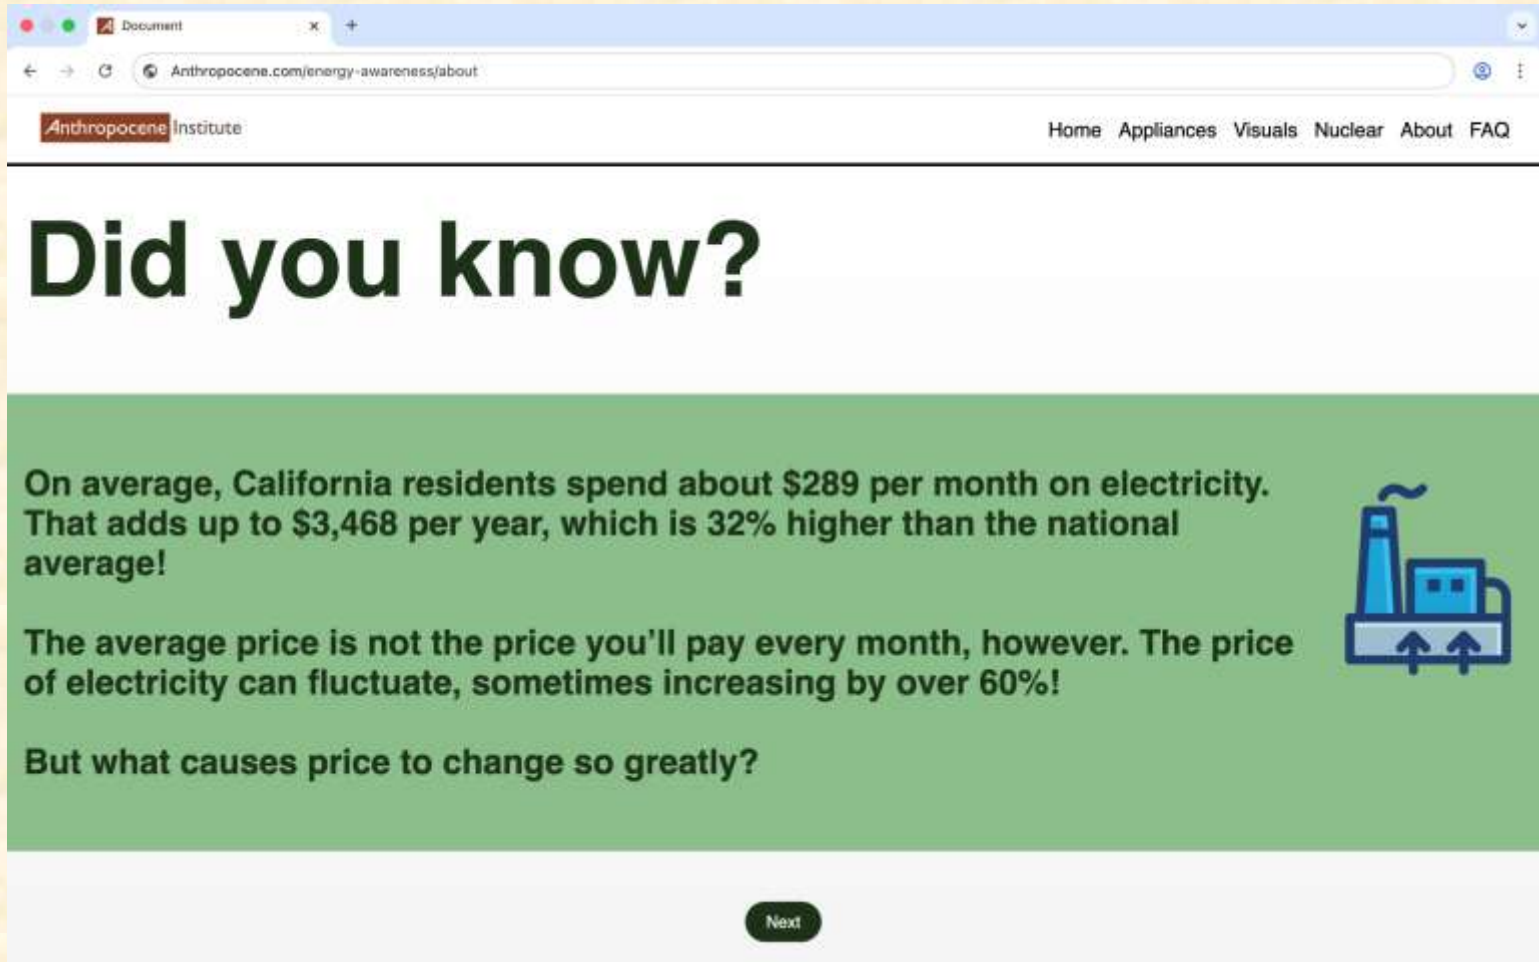 Document
Anthropocene.com/energy-awareness/about
Anthropocene Institute
Home Appliances Visuals Nuclear About FAQ
Did you know?
On average, California residents spend about $289 per month on electricity.
That adds up to $3,468 per year, which is 32% higher than the national
average!
The average price is not the price you'll pay every month, however. The price
of electricity can fluctuate, sometimes increasing by over 60%!
But what causes price to change so greatly?
Next